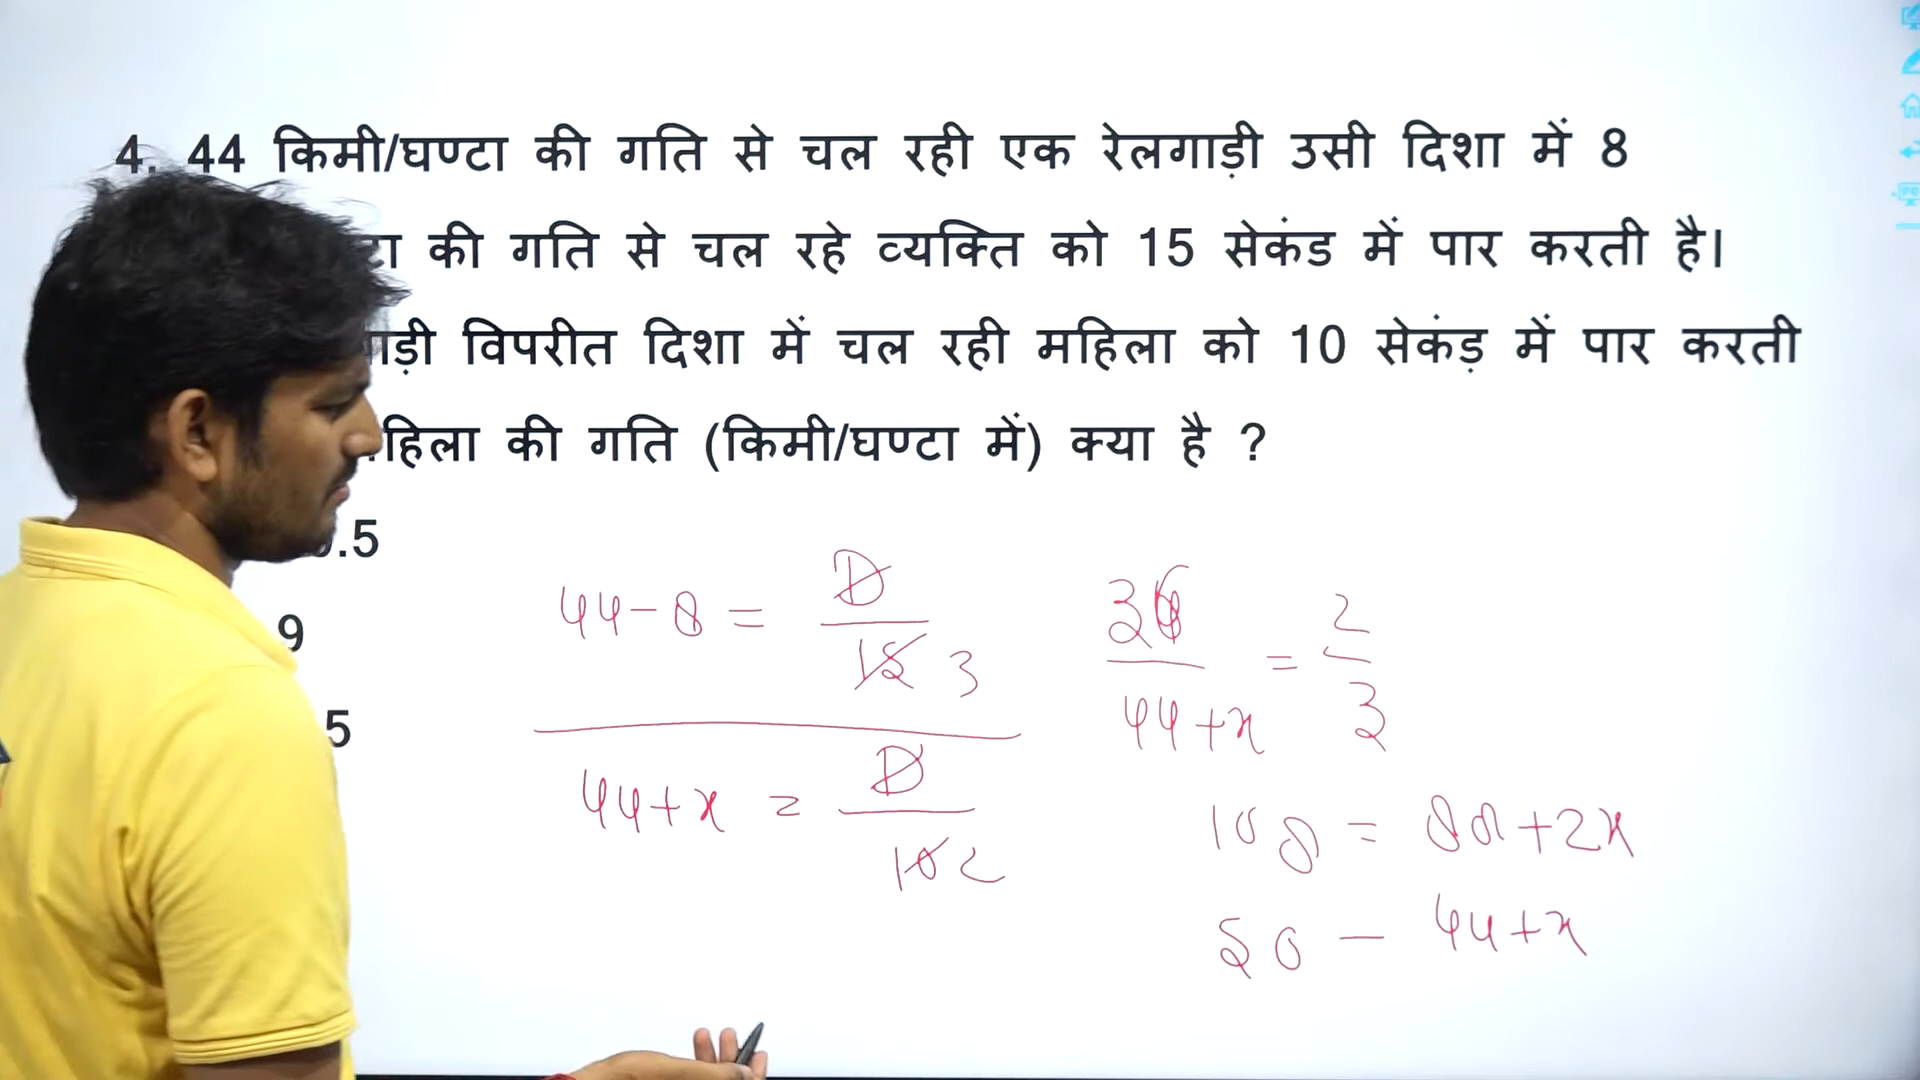 4. 44 किमी/घण्टा की गति से चल रही एक रेलगाड़ी उसी दिशा में 8
की गति से चल रहे व्यक्ति को 15 सेकंड में पार करती है।
विपरीत दिशा में चल रही महिला को 10 सेकंड़ में पार करती
की गति (किमी/घण्टा में) क्या है ?
.5
9
5
44-8 = D/15 3
44+x = D/10 2
36/44+x = 2/3
108 = 88+2x
50 - 44+x